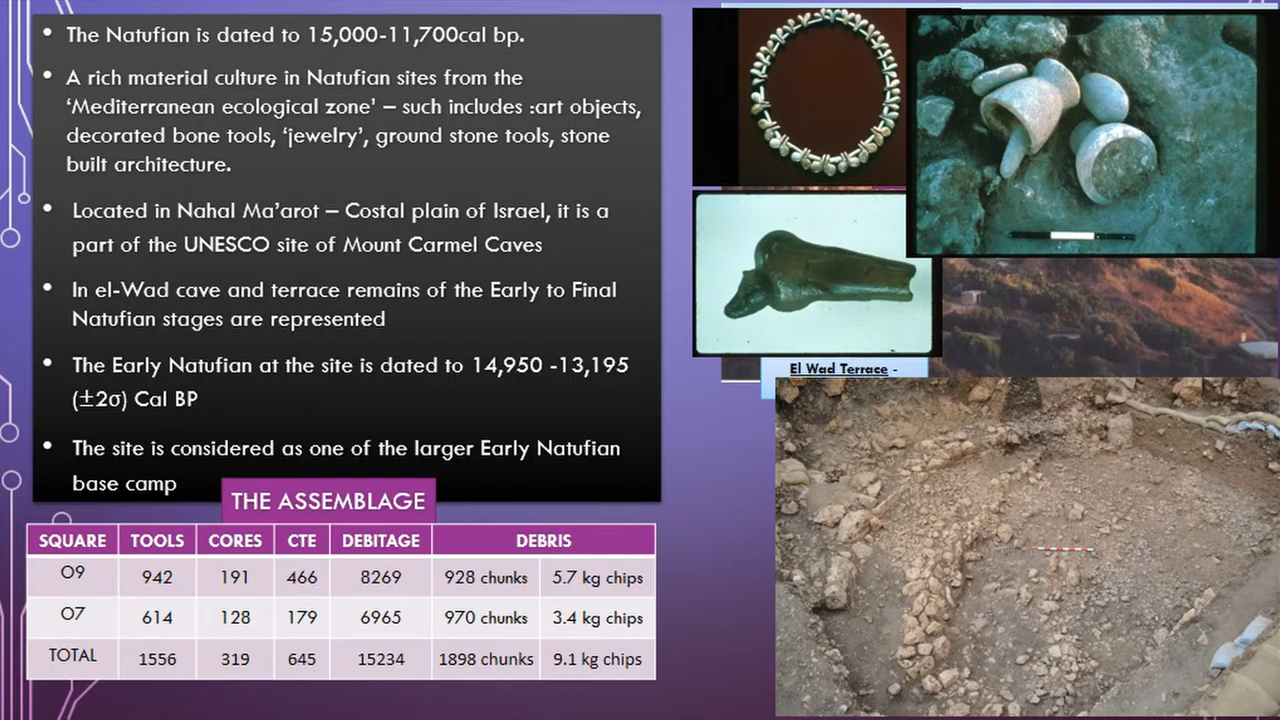 • The Natufian is dated to 15,000-11,700cal bp.
• A rich material culture in Natufian sites from the
‘Mediterranean ecological zone’ – such includes :art objects,
decorated bone tools, ‘jewelry’, ground stone tools, stone
built architecture.
• Located in Nahal Ma’arot – Costal plain of Israel, it is a
part of the UNESCO site of Mount Carmel Caves
• In el-Wad cave and terrace remains of the Early to Final
Natufian stages are represented
• The Early Natufian at the site is dated to 14,950 -13,195
(±2σ) Cal BP
• The site is considered as one of the larger Early Natufian
base camp
THE ASSEMBLAGE
SQUARE TOOLS CORES CTE DEBITAGE DEBRIS
O9 942 191 466 8269 928 chunks 5.7 kg chips
O7 614 128 179 6965 970 chunks 3.4 kg chips
TOTAL 1556 319 645 15234 1898 chunks 9.1 kg chips
El Wad Terrace -